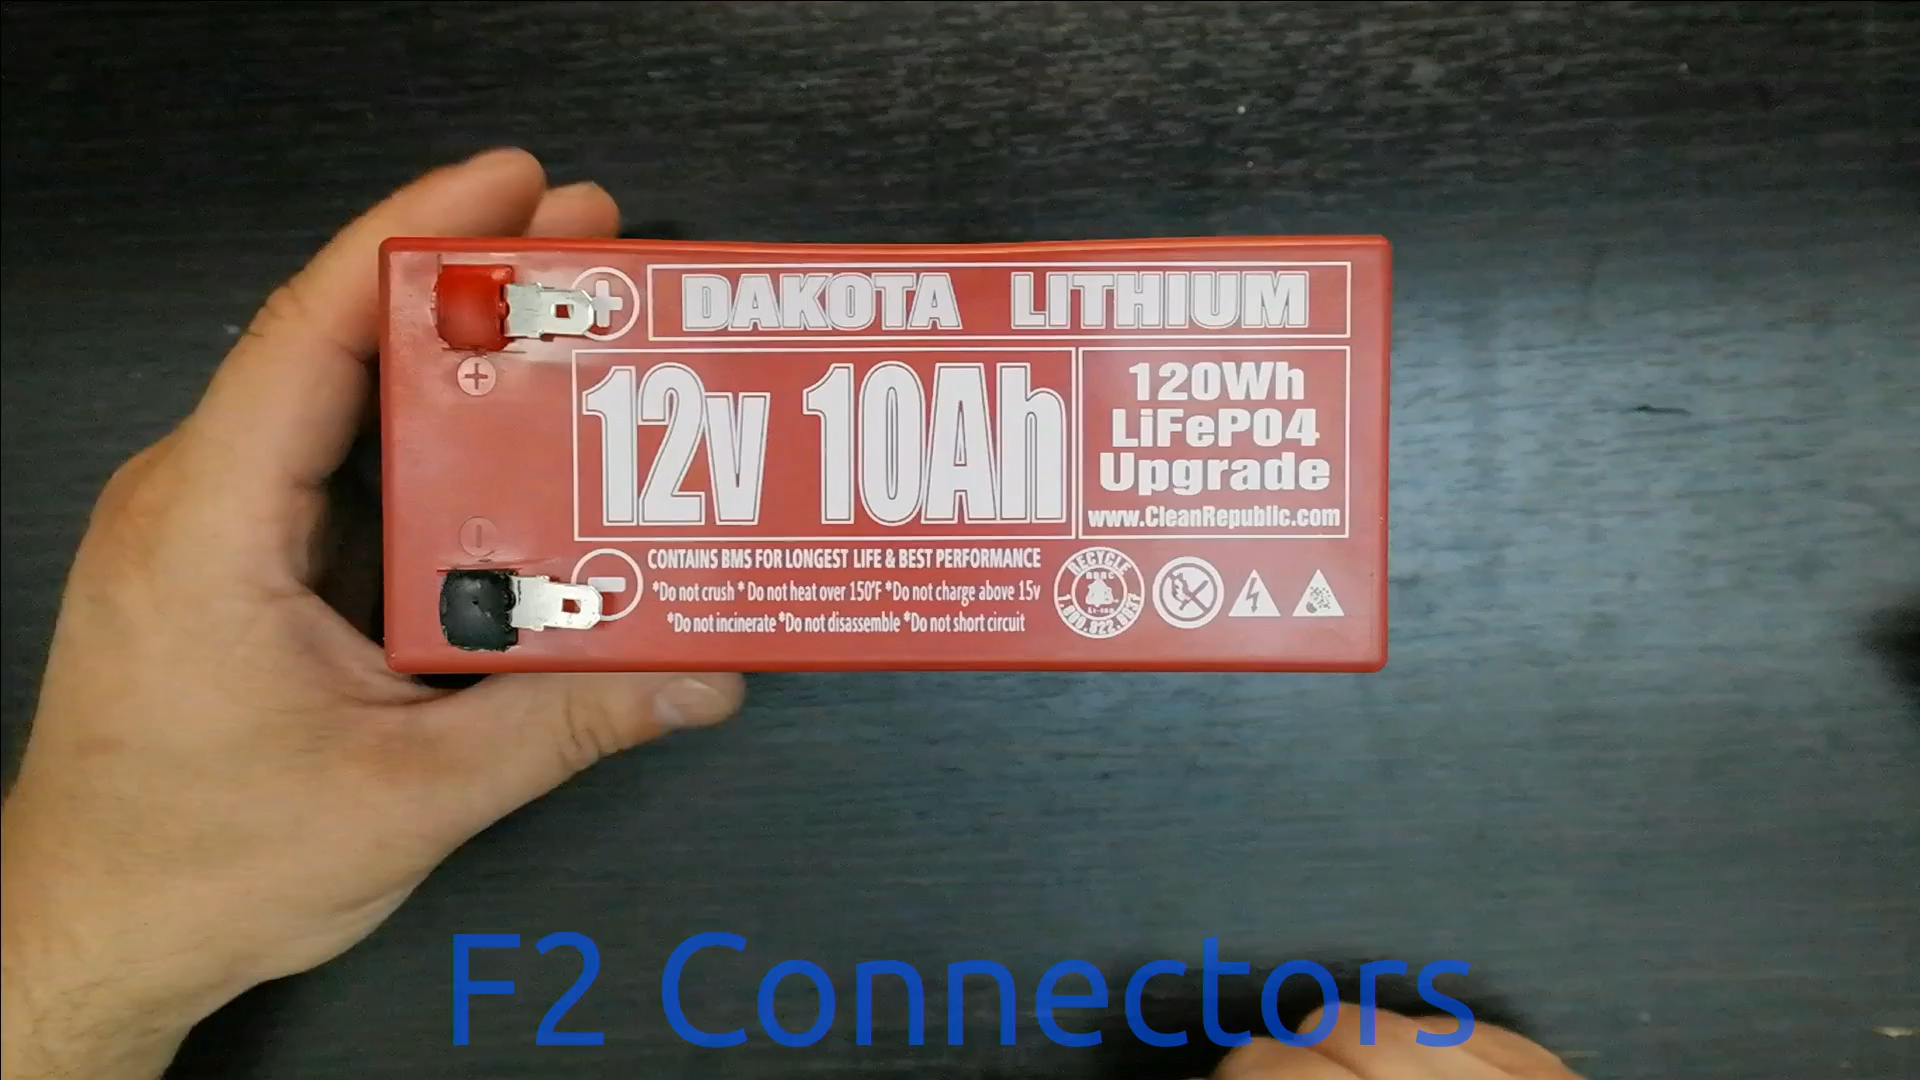 DAKOTA LITHIUM
12v 10Ah
120Wh
LiFePO4
Upgrade
www.CleanRepublic.com
CONTAINS BMS FOR LONGEST LIFE & BEST PERFORMANCE
*Do not crush * Do not heat over 150°F *Do not charge above 15v
*Do not incinerate *Do not disassemble *Do not short circuit
RECYCLE
Li-ion
F2 Connectors